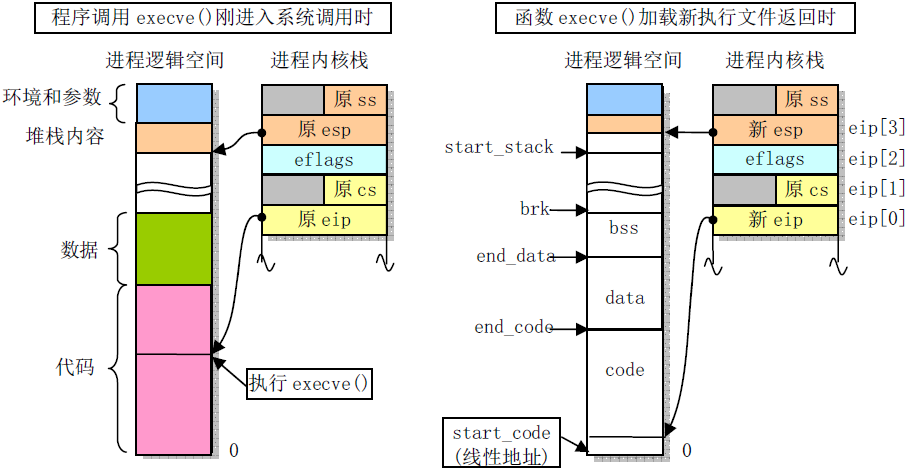 程序调用 execve()刚进入系统调用时
进程逻辑空间
进程内核栈
环境和参数
堆栈内容
数据
代码
原 ss
原 esp
eflags
原 cs
原 eip
执行 execve()
0
函数 execve()加载新执行文件返回时
进程逻辑空间
进程内核栈
start_stack
brk
end_data
end_code
start_code
(线性地址)
bss
data
code
0
原 ss
新 esp
eip[3]
eflags
eip[2]
原 cs
eip[1]
新 eip
eip[0]